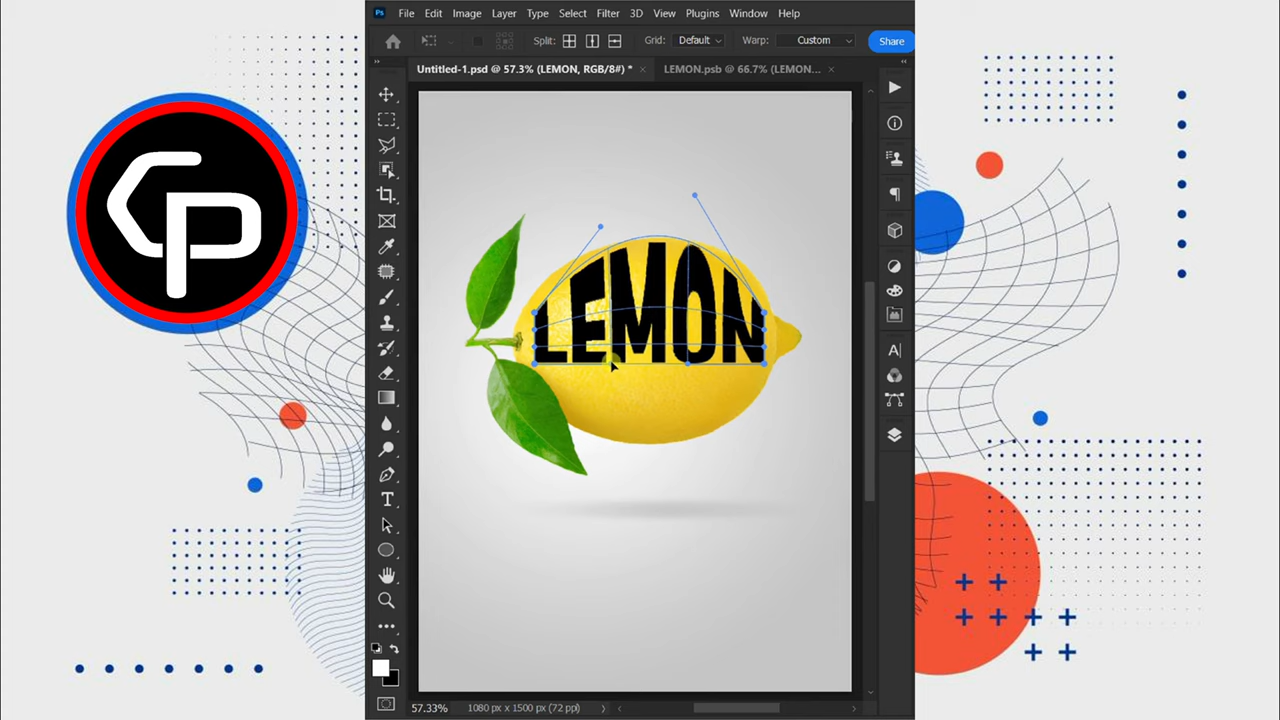 CP
Ps File Edit Image Layer Type Select Filter 3D View Plugins Window Help
Split: Grid: Default Warp: Custom Share
Untitled-1.psd @ 57.3% (LEMON, RGB/8#) * × LEMON.psb @ 66.7% (LEMON... ×
LEMON
57.33% 1080 px x 1500 px (72 ppi)